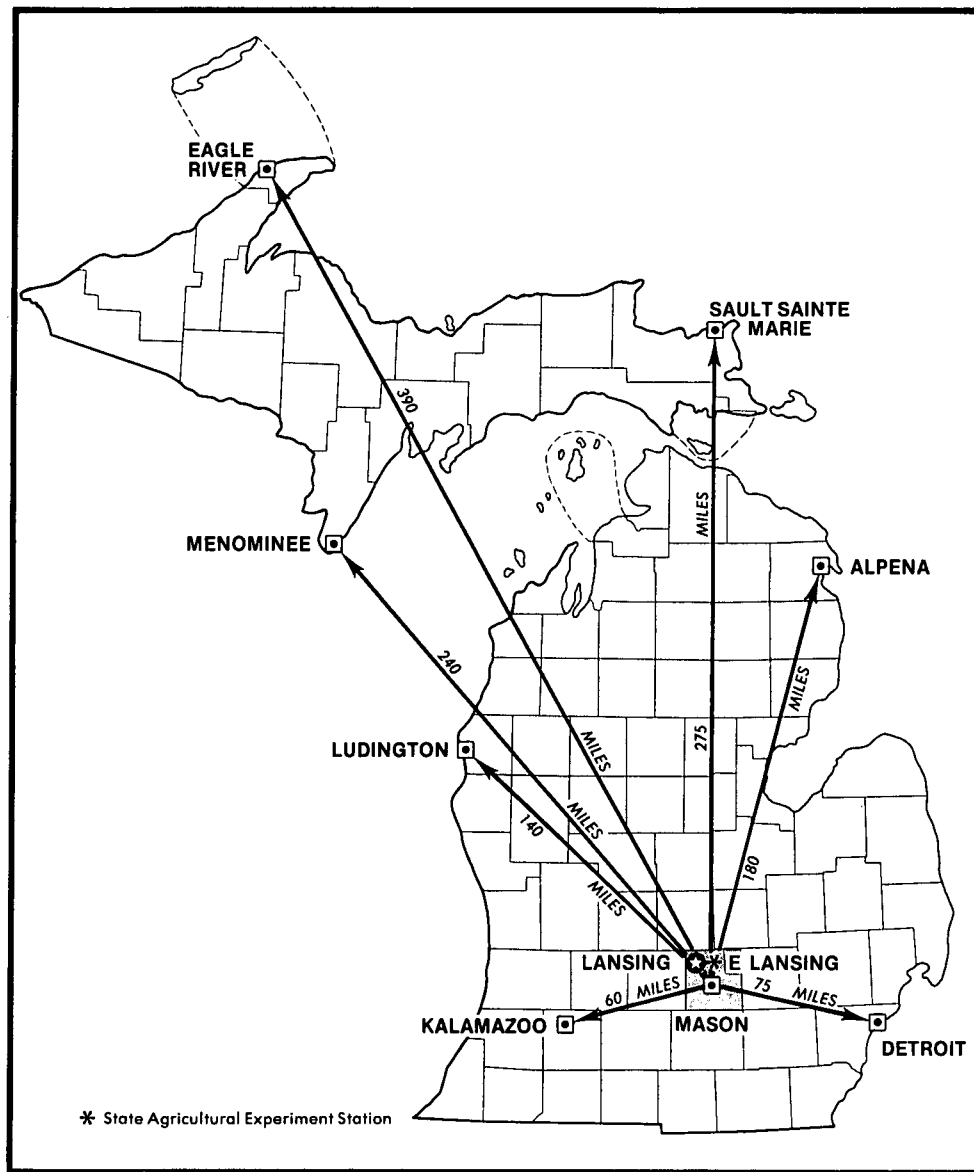 EAGLE
RIVER
SAULT SAINTE
MARIE
390
MILES
MENOMINEE
ALPENA
240
MILES
LUDINGTON
MILES
275
140
MILES
MILES
180
MILES
LANSING
E LANSING
60 MILES
75 MILES
KALAMAZOO
MASON
DETROIT
* State Agricultural Experiment Station